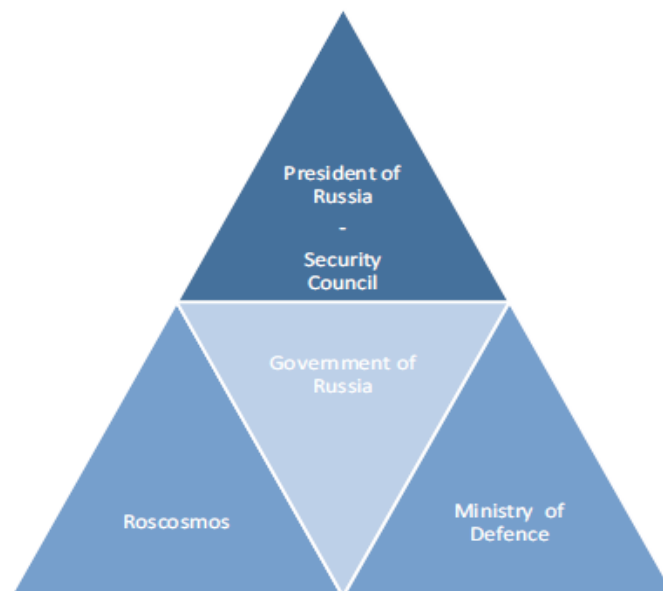 President of
Russia
-
Security
Council
Government of
Russia
Roscosmos
Ministry of
Defence